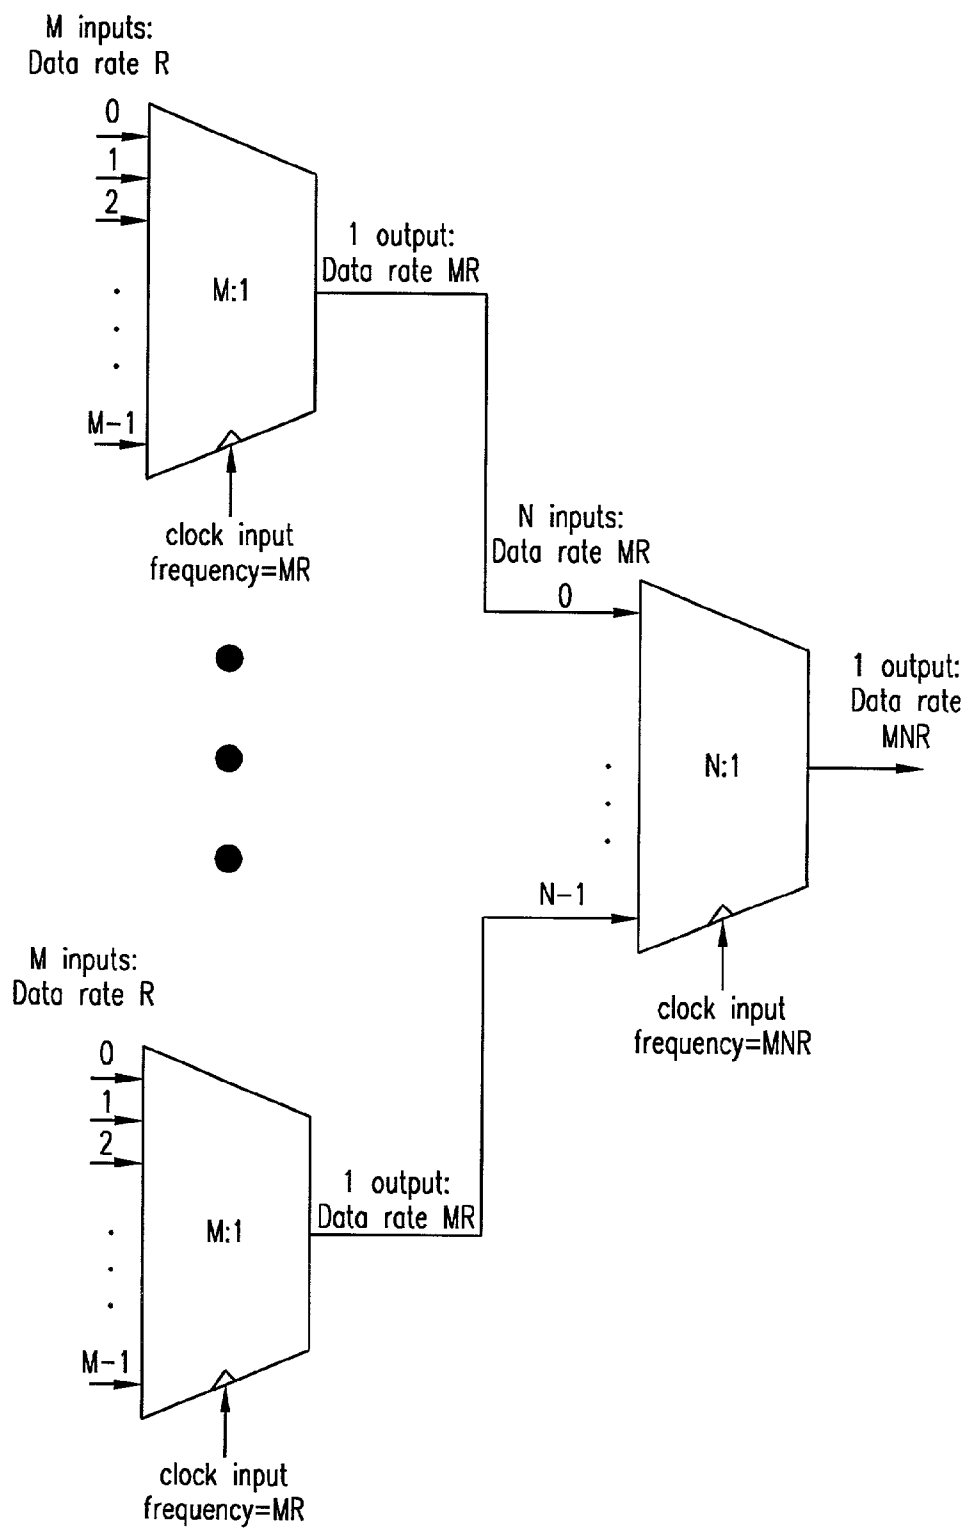 M inputs:
Data rate R
0
1
2
M:1
M-1
clock input
frequency=MR
1 output:
Data rate MR
N inputs:
Data rate MR
0
N:1
N-1
clock input
frequency=MNR
1 output:
Data rate
MNR
M inputs:
Data rate R
0
1
2
M:1
M-1
clock input
frequency=MR
1 output:
Data rate MR